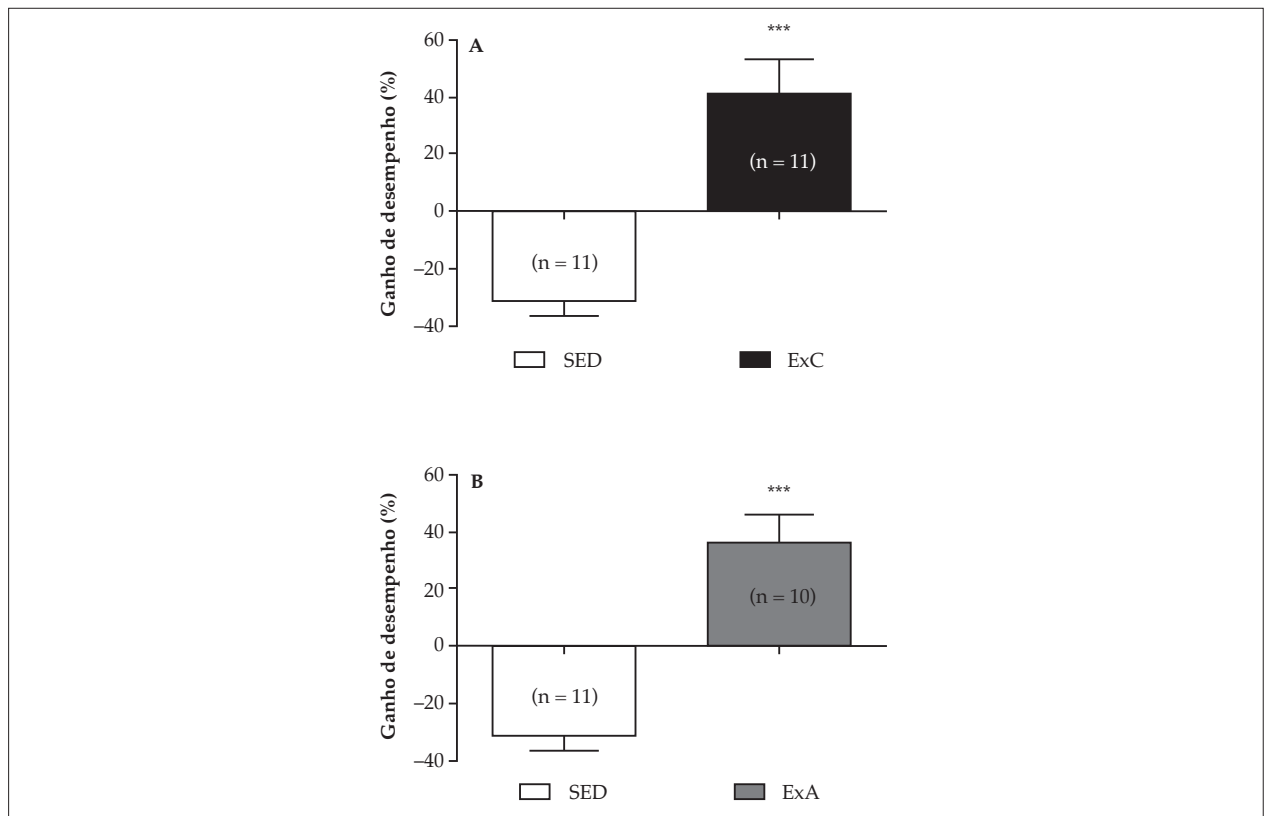 A
Ganho de desempenho (%)
60
40
20
0
–20
–40
***
(n = 11)
(n = 11)
SED
ExC
B
Ganho de desempenho (%)
60
40
20
0
–20
–40
***
(n = 10)
(n = 11)
SED
ExA